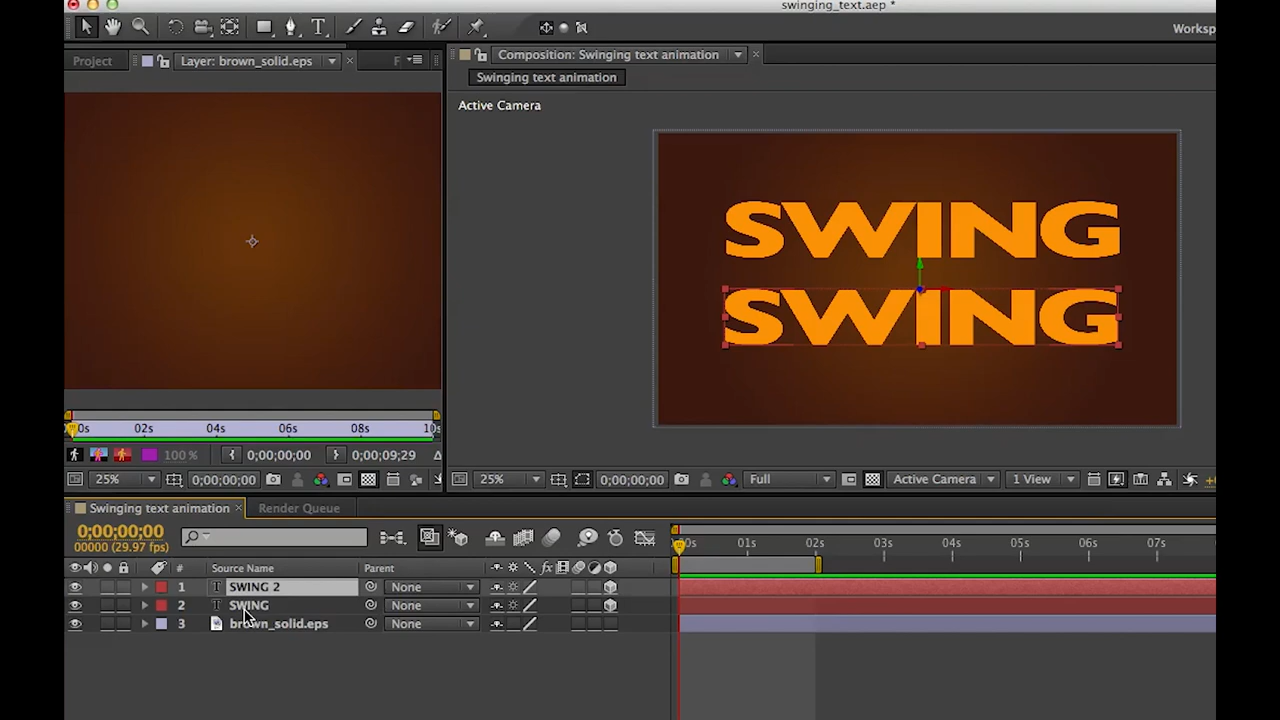 swinging_text.aep *
Worksp
Project
Layer: brown_solid.eps
F
Composition: Swinging text animation
Swinging text animation
Active Camera
SWING
SWING
0s 02s 04s 06s 08s 10s
100 % 0;00;00;00 0;00;09;29
25% 0;00;00;00
25% 0;00;00;00 Full Active Camera 1 View
Swinging text animation Render Queue
0;00;00;00
00000 (29.97 fps)
00s 01s 02s 03s 04s 05s 06s 07s
# Source Name Parent fx
1 T SWING 2 None
2 T SWING None
3 brown_solid.eps None